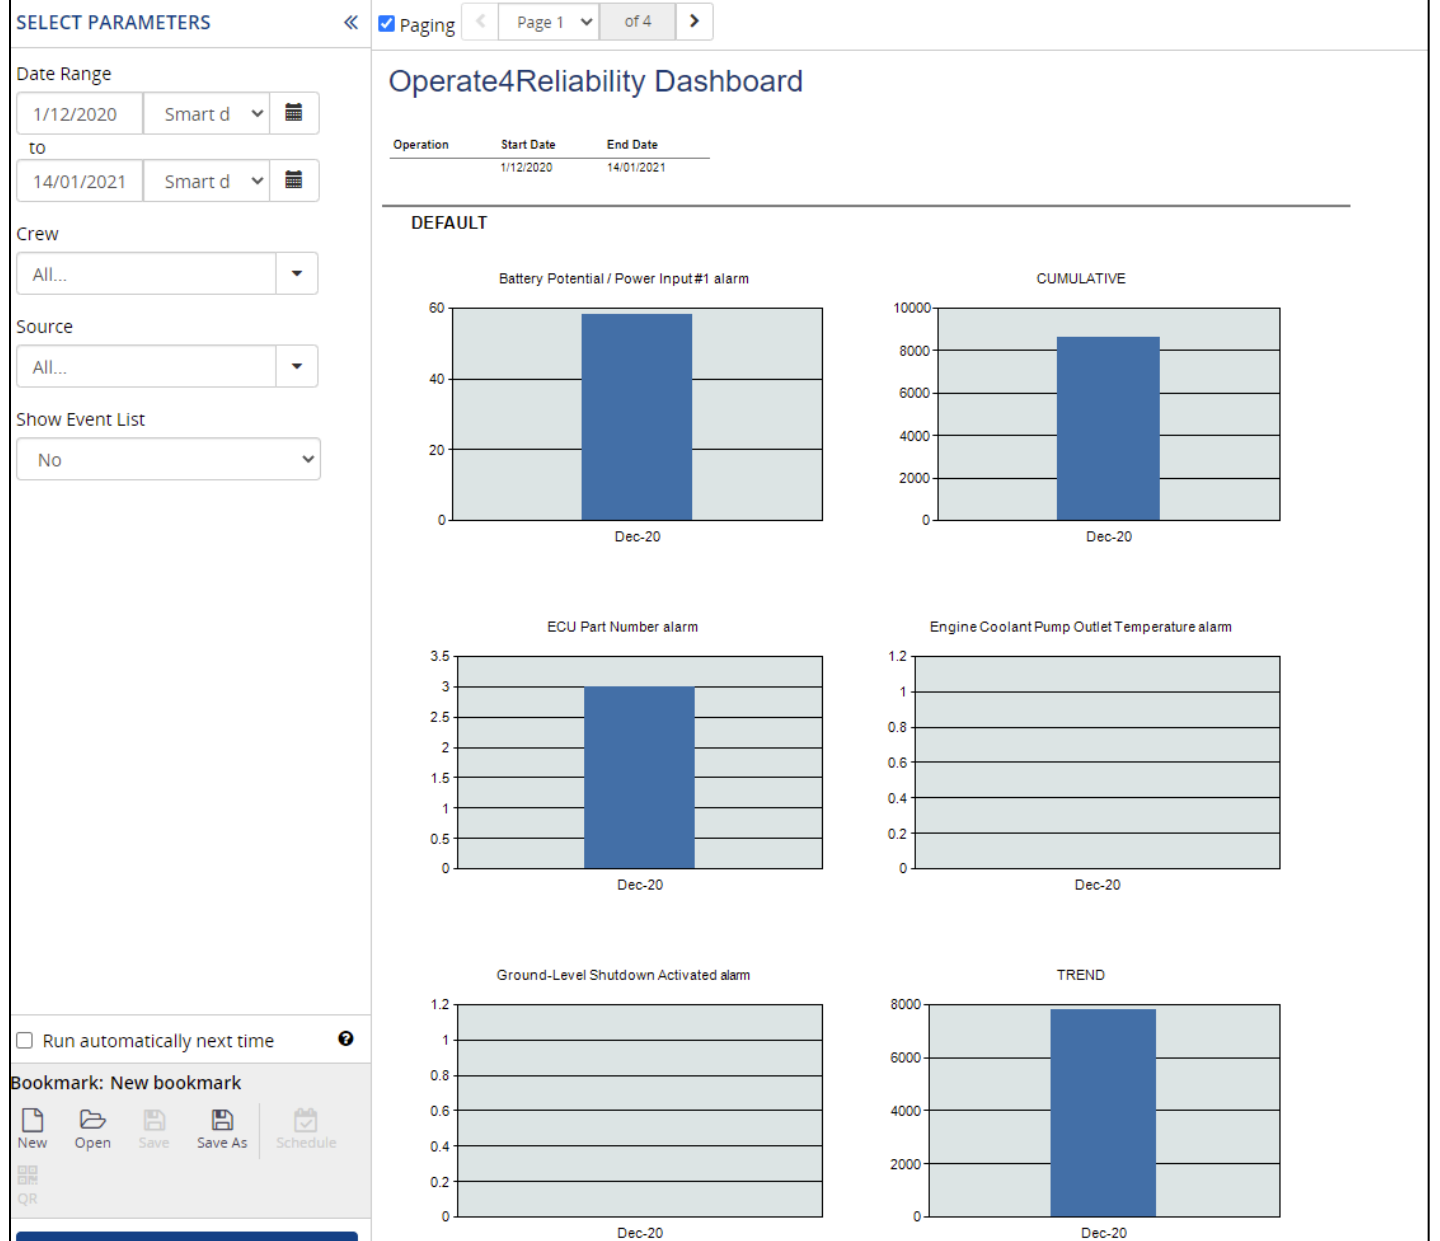 SELECT PARAMETERS
Date Range
1/12/2020 Smart d
to
14/01/2021 Smart d
Crew
All...
Source
All...
Show Event List
No
Run automatically next time
Bookmark: New bookmark
New Open Save Save As Schedule
QR
Paging Page 1 of 4
Operate4Reliability Dashboard
Operation Start Date End Date
1/12/2020 14/01/2021
DEFAULT
Battery Potential / Power Input #1 alarm
60
40
20
0
Dec-20
CUMULATIVE
10000
8000
6000
4000
2000
0
Dec-20
ECU Part Number alarm
3.5
3
2.5
2
1.5
1
0.5
0
Dec-20
Engine Coolant Pump Outlet Temperature alarm
1.2
1
0.8
0.6
0.4
0.2
0
Dec-20
Ground-Level Shutdown Activated alarm
1.2
1
0.8
0.6
0.4
0.2
0
Dec-20
TREND
8000
6000
4000
2000
0
Dec-20